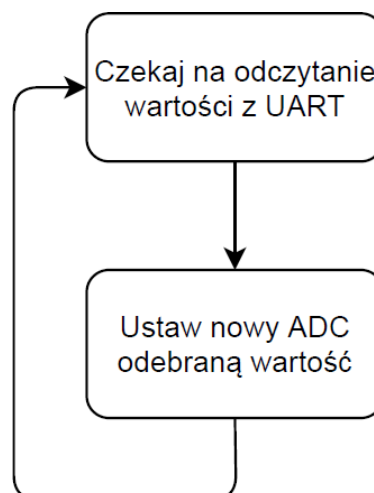 Czekaj na odczytanie
wartości z UART
Ustaw nowy ADC
odebraną wartość